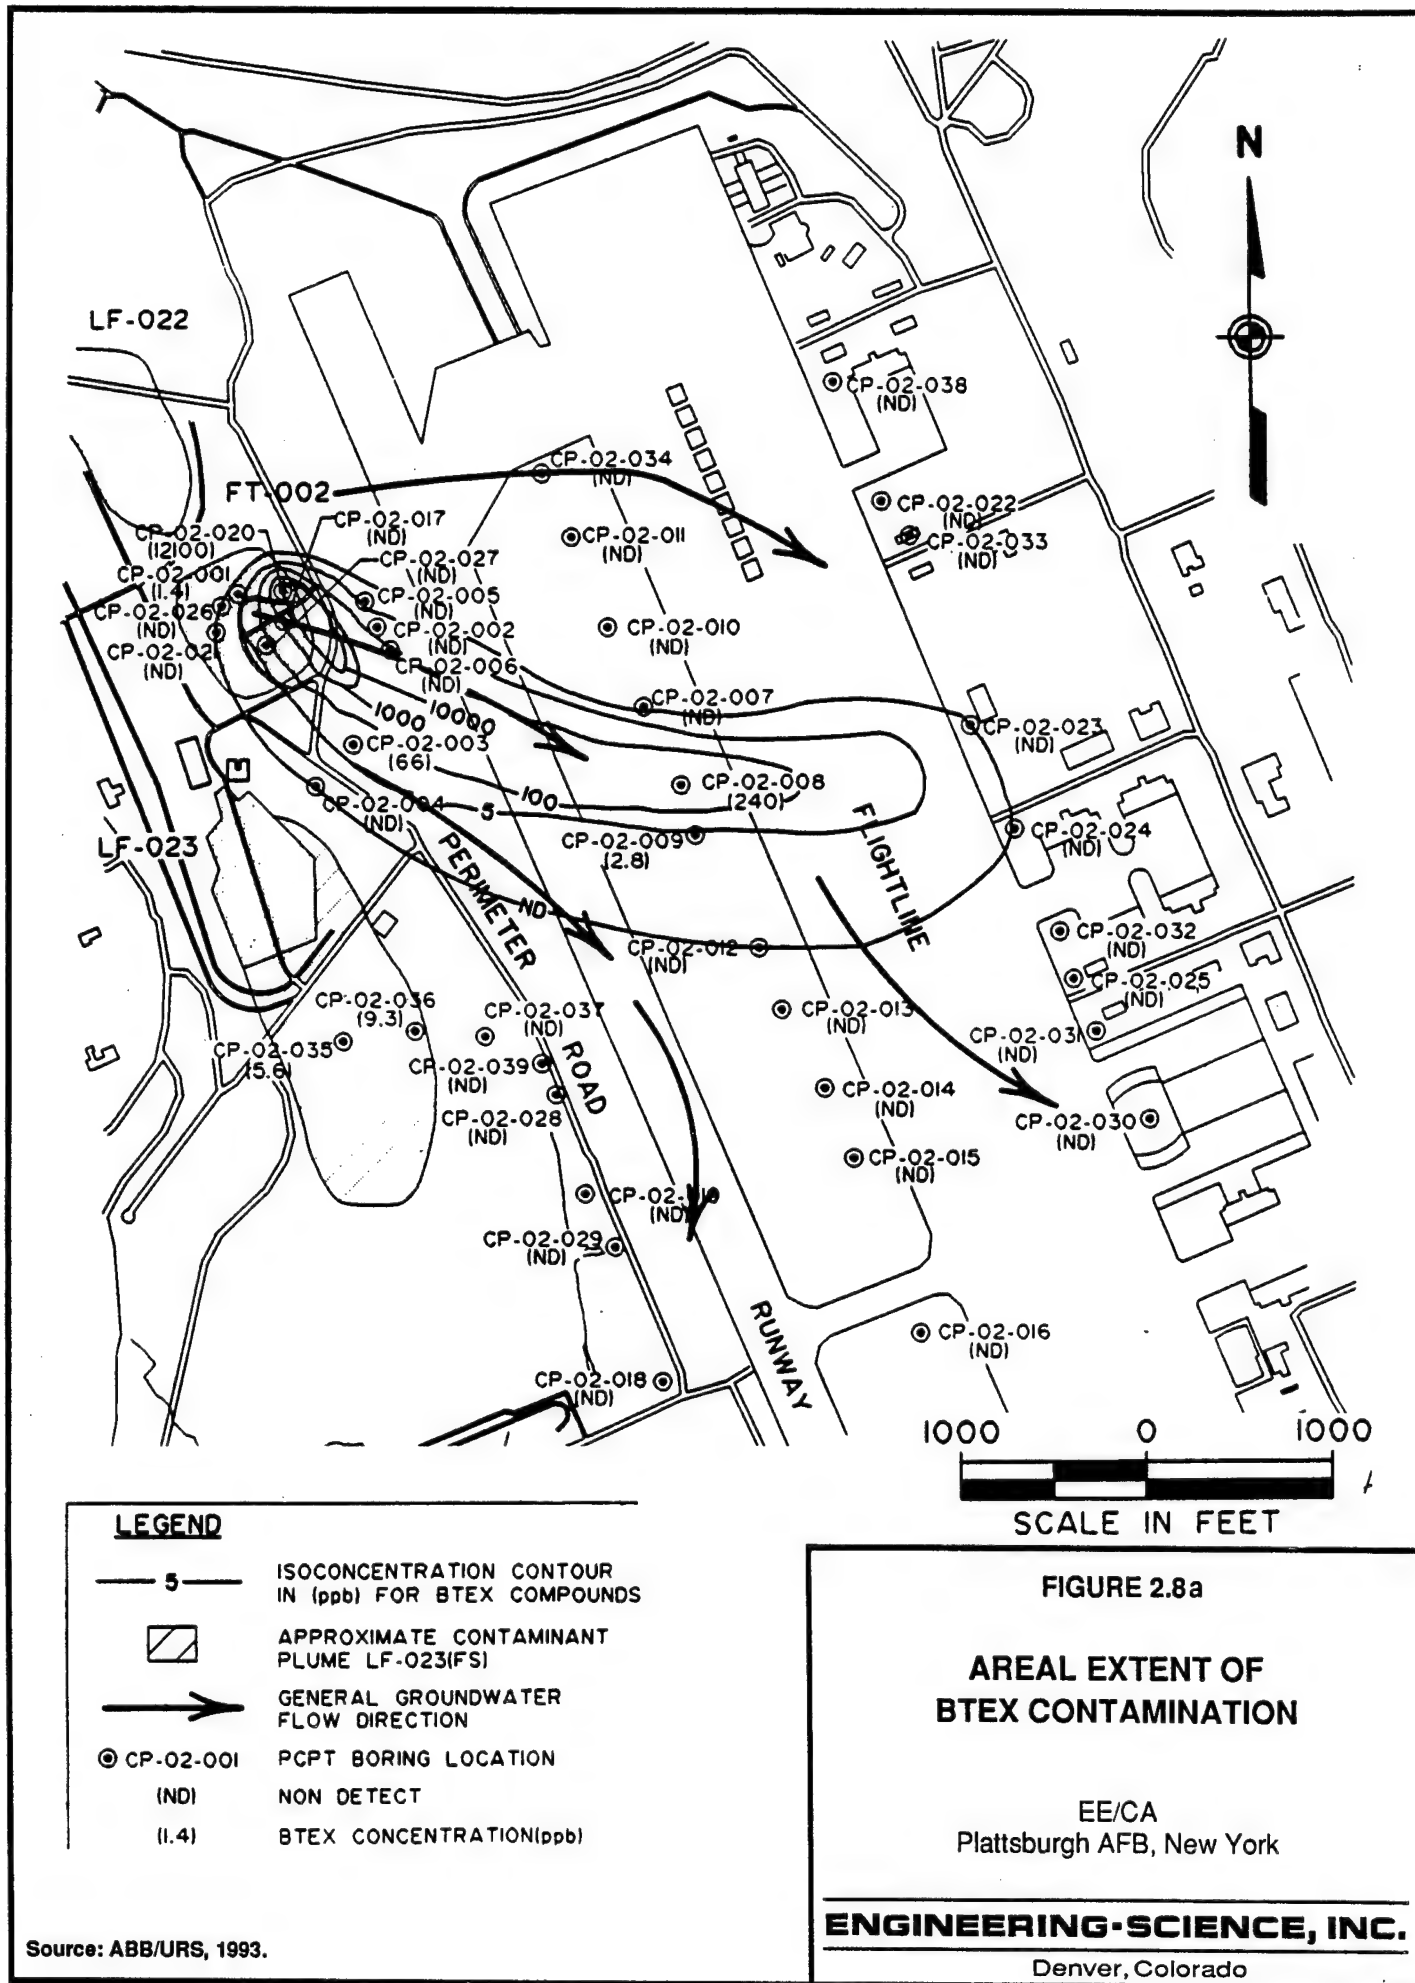 N
LF-022
CP-02-038
(ND)
CP-02-034
(ND)
FT-002
CP-02-022
(ND)
CP-02-017
(ND)
CP-02-020
(12100)
CP-02-011
(ND)
CP-02-033
(ND)
CP-02-027
(ND)
CP-02-001
(1.4)
CP-02-005
(ND)
CP-02-026
(ND)
CP-02-002
(ND)
CP-02-010
(ND)
CP-02-02
(ND)
CP-02-006
(ND)
CP-02-007
(ND)
1000
10000
CP-02-023
(ND)
CP-02-003
(66)
CP-02-008
(240)
100
5
CP-02-004
(ND)
FLIGHTLINE
CP-02-024
(ND)
LF-023
CP-02-009
(2.8)
PERIMETER ROAD
ND
CP-02-032
(ND)
CP-02-012
(ND)
CP-02-025
(ND)
CP-02-036
(9.3)
CP-02-037
(ND)
CP-02-013
(ND)
CP-02-031
(ND)
CP-02-035
(5.6)
CP-02-039
(ND)
CP-02-014
(ND)
CP-02-028
(ND)
CP-02-030
(ND)
CP-02-015
(ND)
(ND)
CP-02-029
(ND)
RUNWAY
CP-02-016
(ND)
CP-02-018
(ND)
1000 0 1000
SCALE IN FEET
LEGEND
5
ISOCONCENTRATION CONTOUR
IN (ppb) FOR BTEX COMPOUNDS
APPROXIMATE CONTAMINANT
PLUME LF-023(FS)
GENERAL GROUNDWATER
FLOW DIRECTION
CP-02-001 PCPT BORING LOCATION
(ND) NON DETECT
(1.4) BTEX CONCENTRATION(ppb)
Source: ABB/URS, 1993.
FIGURE 2.8a
AREAL EXTENT OF
BTEX CONTAMINATION
EE/CA
Plattsburgh AFB, New York
ENGINEERING-SCIENCE, INC.
Denver, Colorado